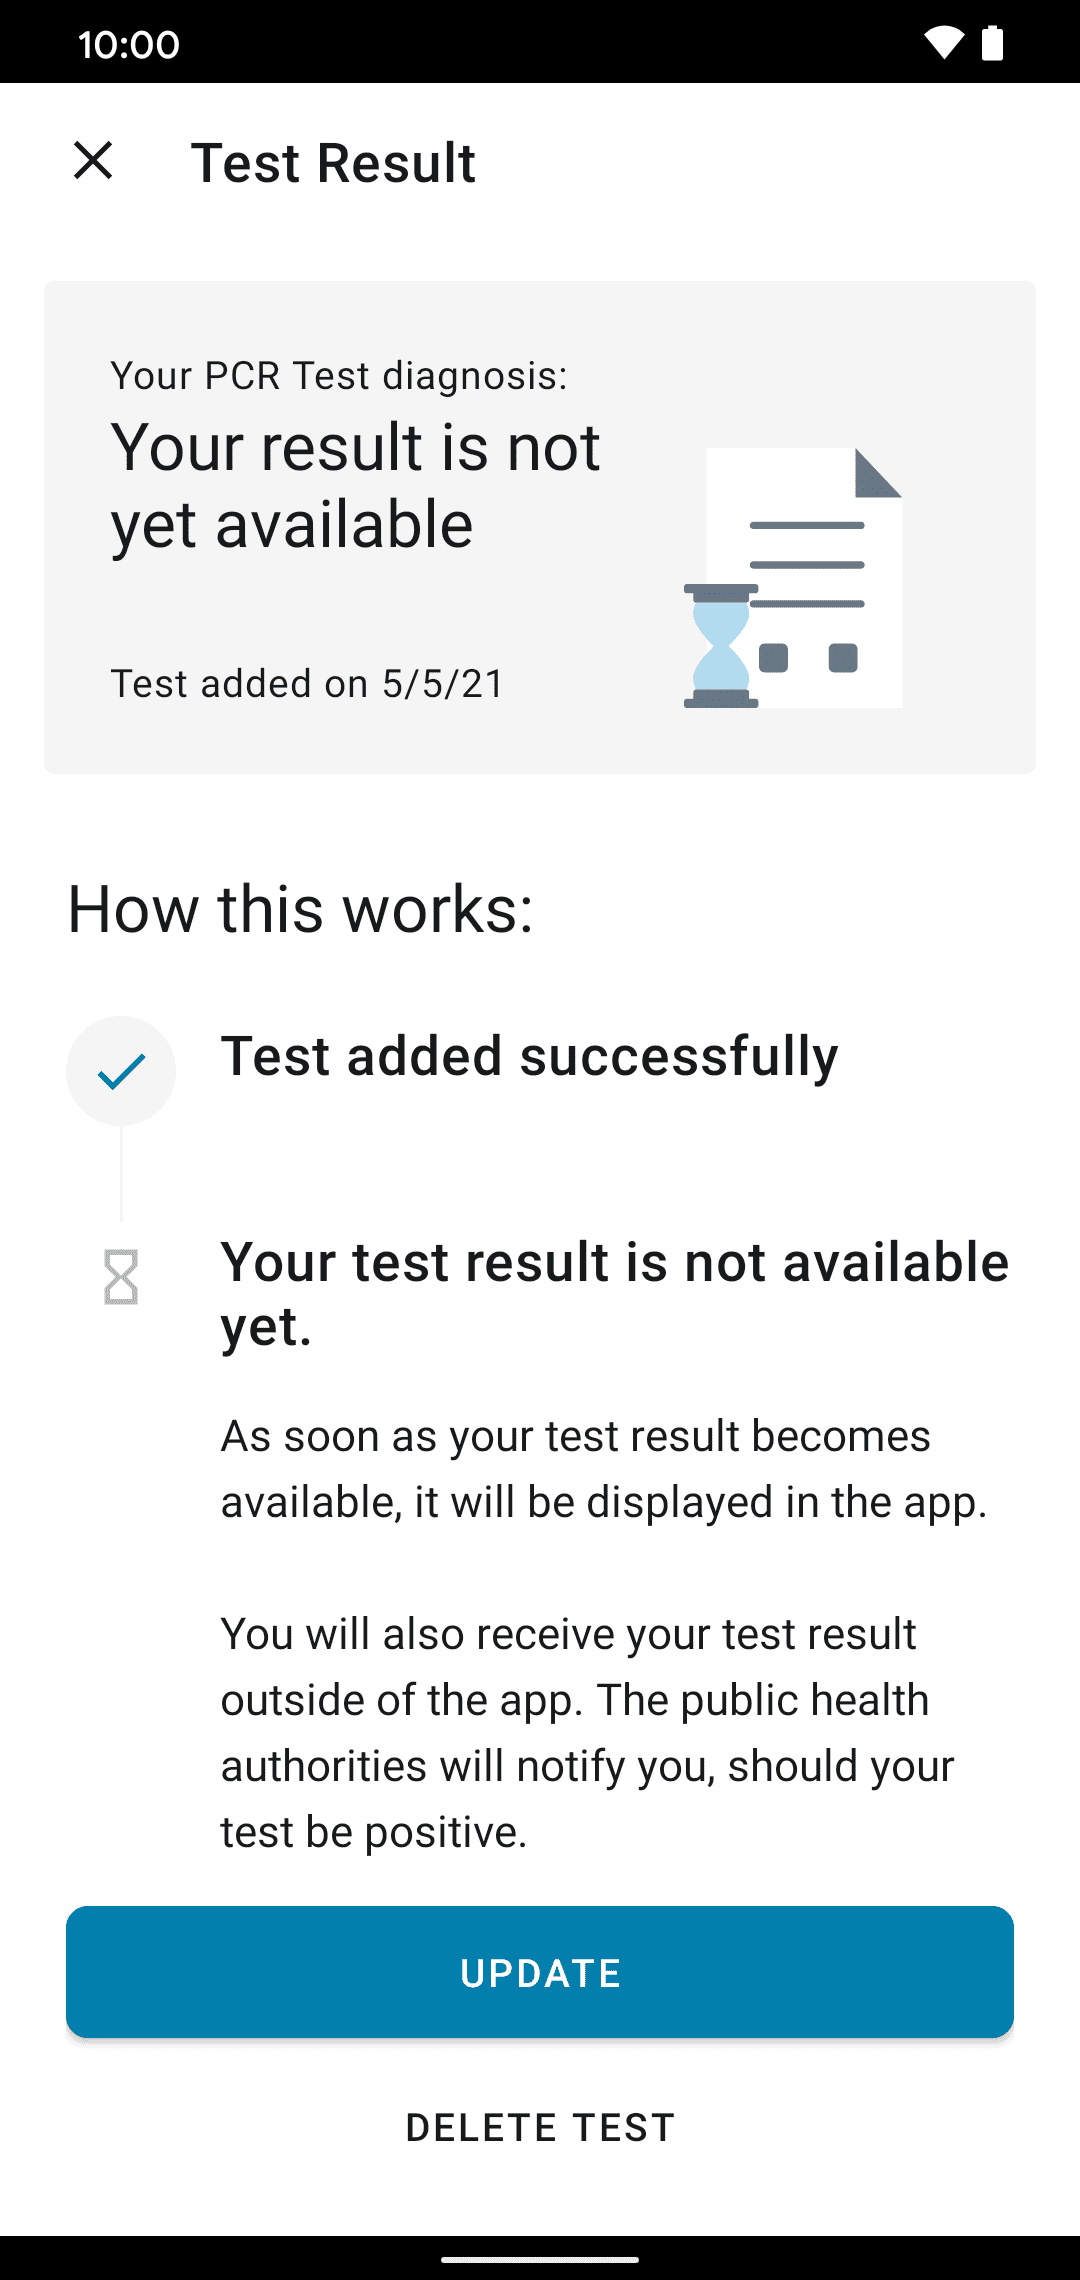 10:00
Test Result
Your PCR Test diagnosis:
Your result is not
yet available
Test added on 5/5/21
How this works:
Test added successfully
Your test result is not available
yet.
As soon as your test result becomes
available, it will be displayed in the app.
You will also receive your test result
outside of the app. The public health
authorities will notify you, should your
test be positive.
UPDATE
DELETE TEST